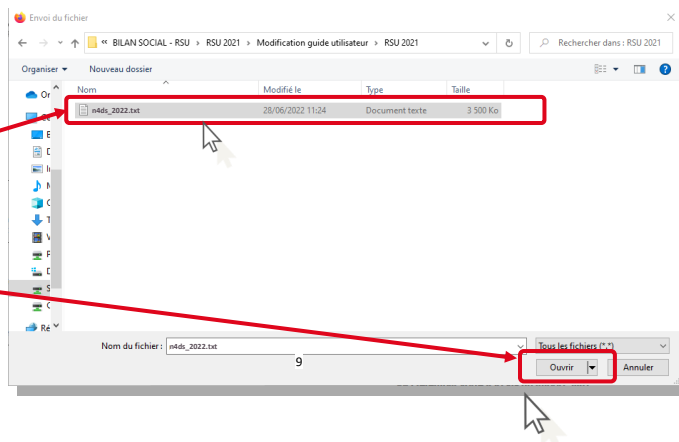 Envoi du fichier
« BILAN SOCIAL - RSU > RSU 2021 > Modification guide utilisateur > RSU 2021
Rechercher dans : RSU 2021
Organiser Nouveau dossier
Nom Modifié le Type Taille
n4ds_2022.txt 28/06/2022 11:24 Document texte 3 500 Ko
Or
E
D
Ré
Nom du fichier : n4ds_2022.txt Tous les fichiers (*.*)
9
Ouvrir Annuler